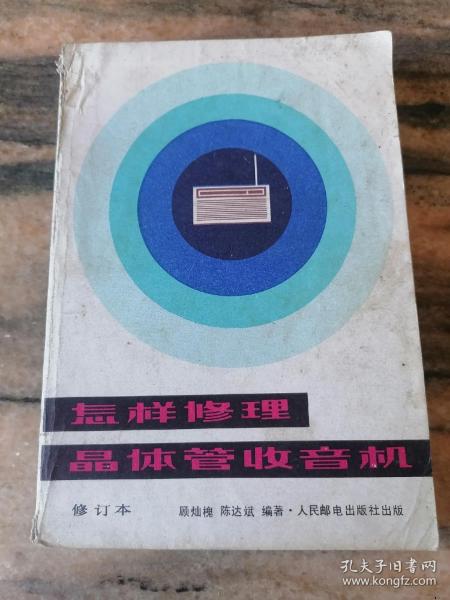 怎样修理
晶体管收音机
修订本 顾灿槐 陈达斌 编著·人民邮电出版社出版
孔夫子旧书网
kongfz.com